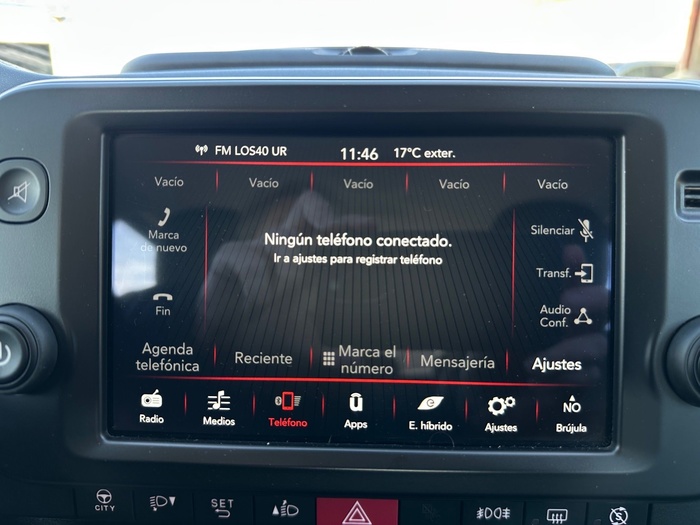 FM LOS40 UR 11:46 17°C exter.
Vacío Vacío Vacío Vacío Vacío
Marca
de nuevo
Ningún teléfono conectado.
Ir a ajustes para registrar teléfono
Silenciar
Transf.
Fin
Audio
Conf.
Agenda
telefónica
Reciente
Marca el
número
Mensajería
Ajustes
Radio Medios Teléfono Apps E. híbrido Ajustes
NO
Brújula
CITY
SET